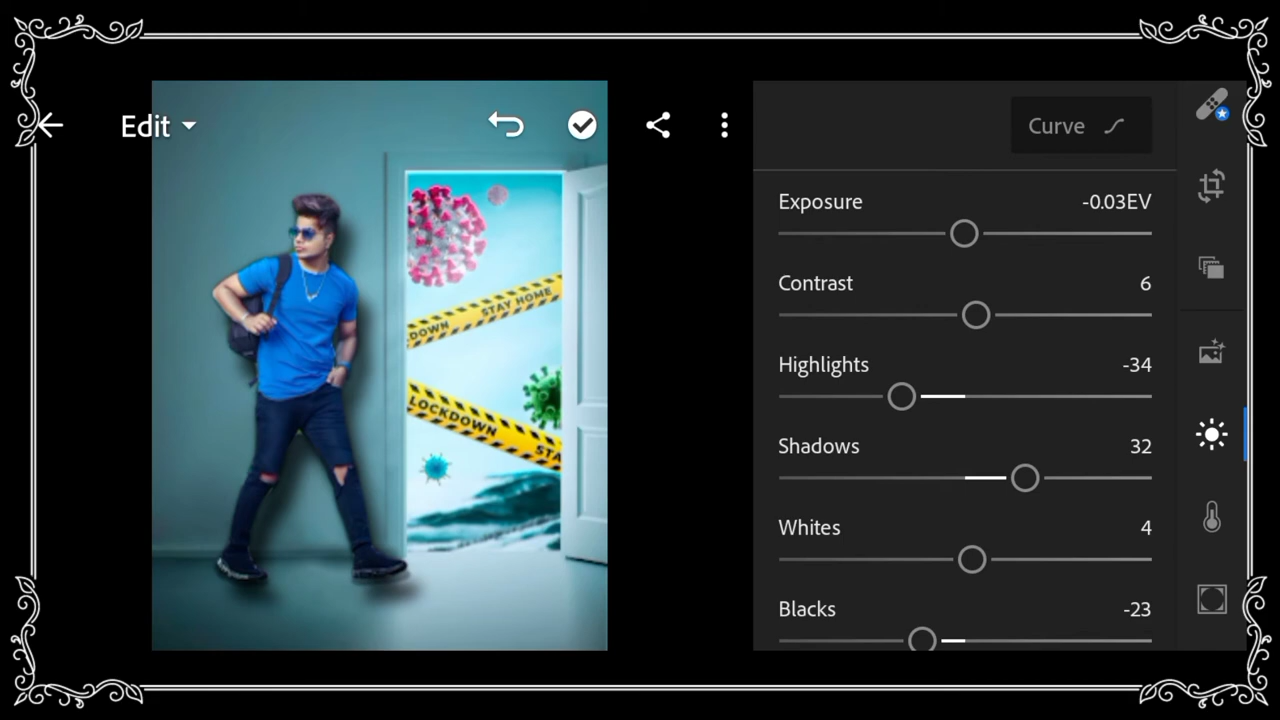 Edit
Curve
Exposure -0.03EV
Contrast 6
Highlights -34
Shadows 32
Whites 4
Blacks -23
STAY HOME
DOWN
LOCKDOWN
STA